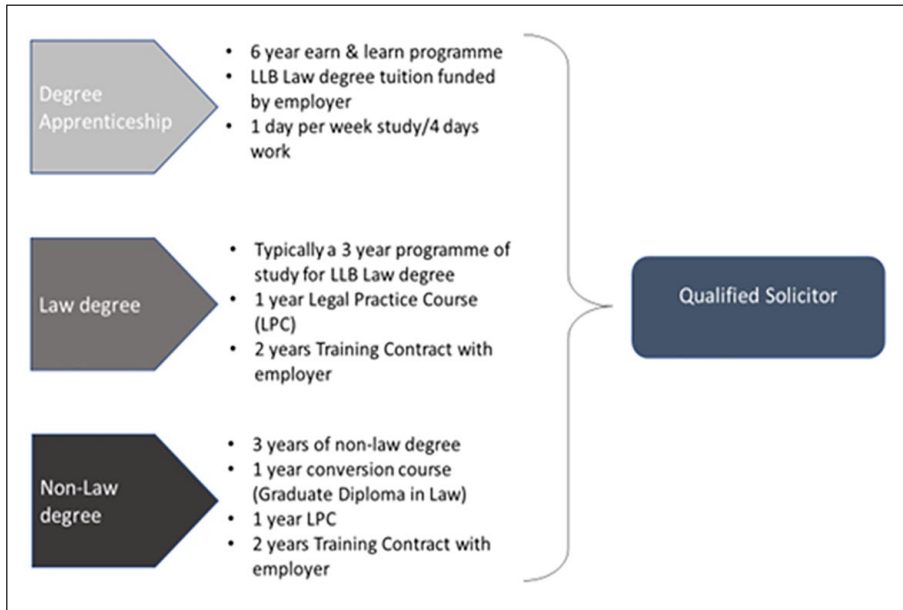 Degree
Apprenticeship
• 6 year earn & learn programme
• LLB Law degree tuition funded
by employer
• 1 day per week study/4 days
work
Law degree
• Typically a 3 year programme of
study for LLB Law degree
• 1 year Legal Practice Course
(LPC)
• 2 years Training Contract with
employer
Non-Law
degree
• 3 years of non-law degree
• 1 year conversion course
(Graduate Diploma in Law)
• 1 year LPC
• 2 years Training Contract with
employer
Qualified Solicitor